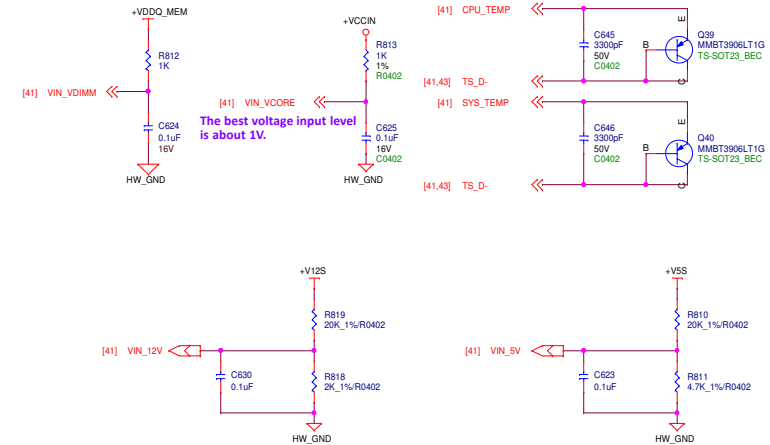 +VDDQ_MEM
R812
1K
[41] VIN_VDIMM
C624
0.1uF
16V
HW_GND
+VCCIN
R813
1K
1%
R0402
[41] VIN_VCORE
The best voltage input level
is about 1V.
C625
0.1uF
16V
C0402
HW_GND
[41] CPU_TEMP
C645
3300pF
50V
C0402
E
B
C
Q39
MMBT3906LT1G
TS-SOT23_BEC
[41,43] TS_D-
[41] SYS_TEMP
C646
3300pF
50V
C0402
E
B
C
Q40
MMBT3906LT1G
TS-SOT23_BEC
[41,43] TS_D-
+V12S
R819
20K_1%/R0402
[41] VIN_12V
C630
0.1uF
R818
2K_1%/R0402
HW_GND
+V5S
R810
20K_1%/R0402
[41] VIN_5V
C623
0.1uF
R811
4.7K_1%/R0402
HW_GND